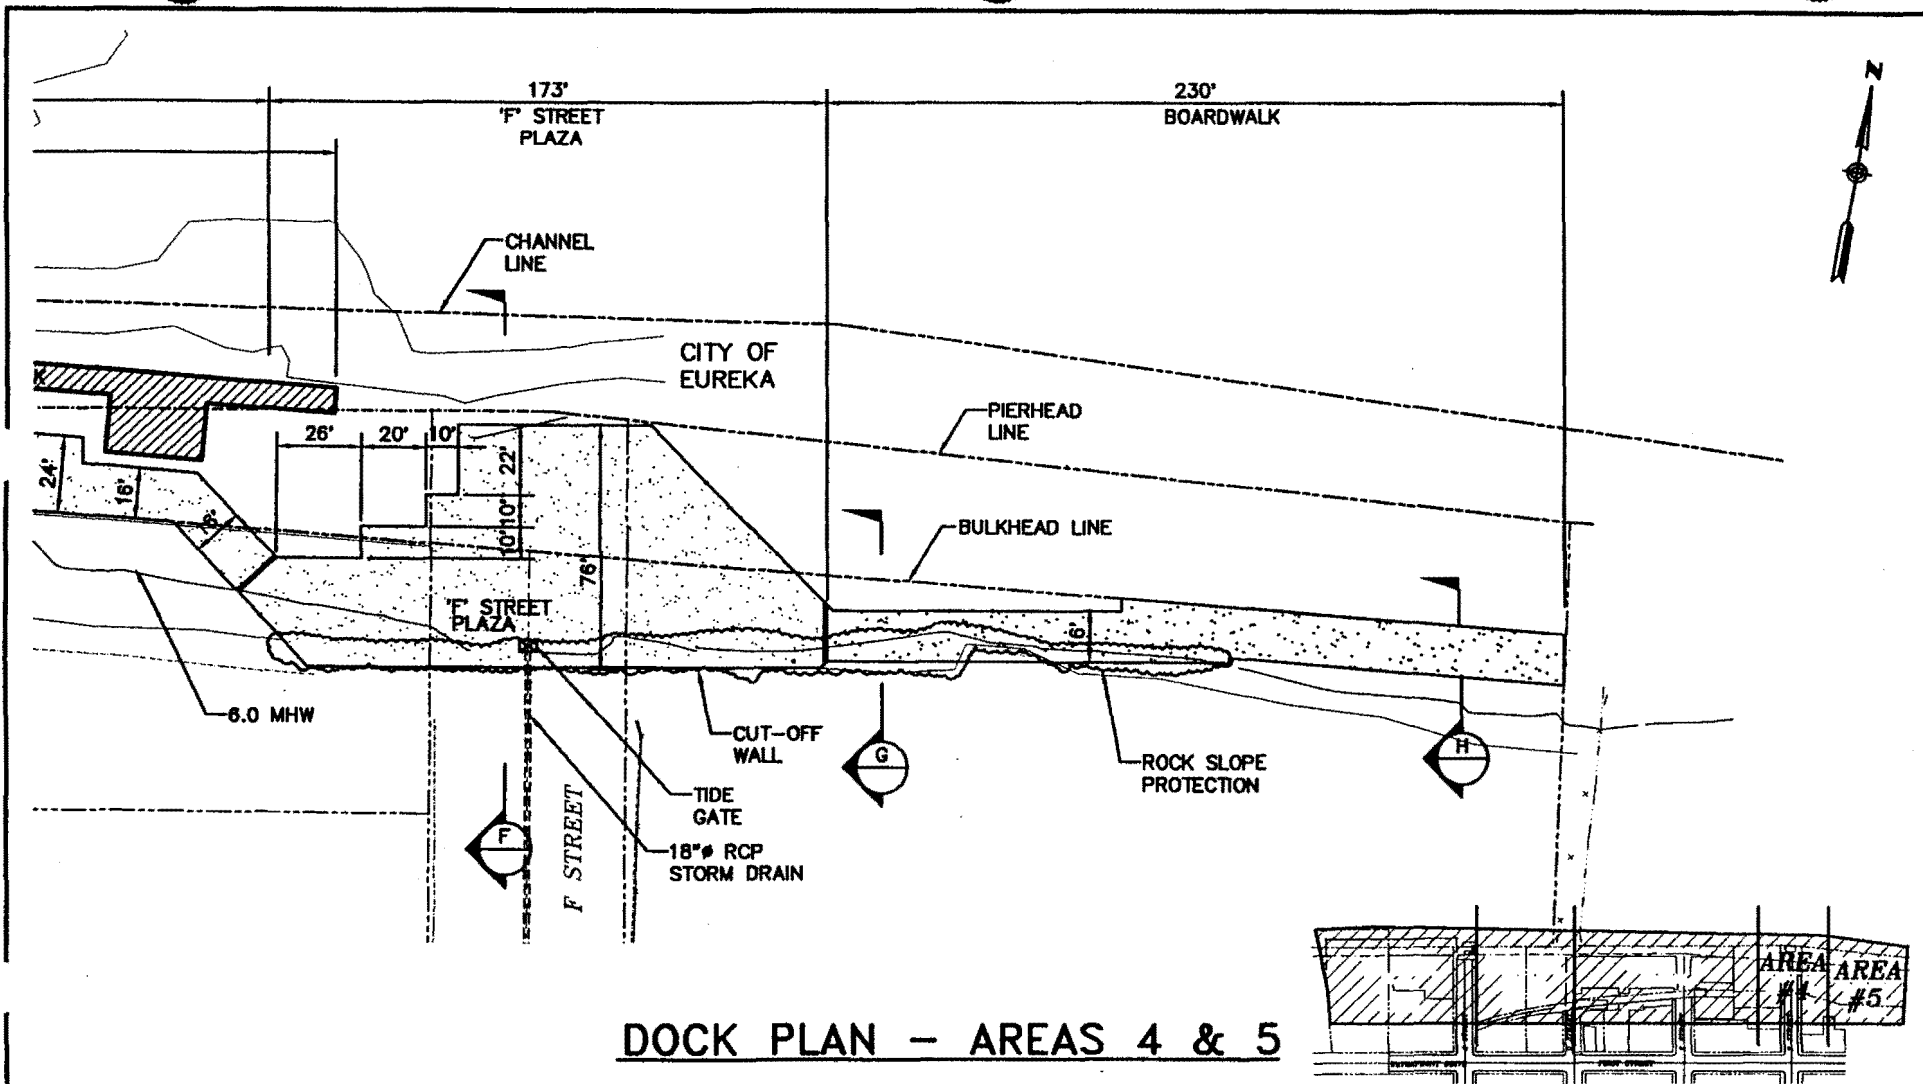 173'
'F' STREET
PLAZA
230'
BOARDWALK
N
CHANNEL
LINE
CITY OF
EUREKA
K
PIERHEAD
LINE
26'
20'
10'
22'
10'
10'
24'
16'
76'
BULKHEAD LINE
'F' STREET
PLAZA
6.0 MHW
CUT-OFF
WALL
G
H
ROCK SLOPE
PROTECTION
TIDE
GATE
F
18"ø RCP
STORM DRAIN
F STREET
AREA
#4
AREA
#5
FIRST STREET
DOCK PLAN - AREAS 4 & 5